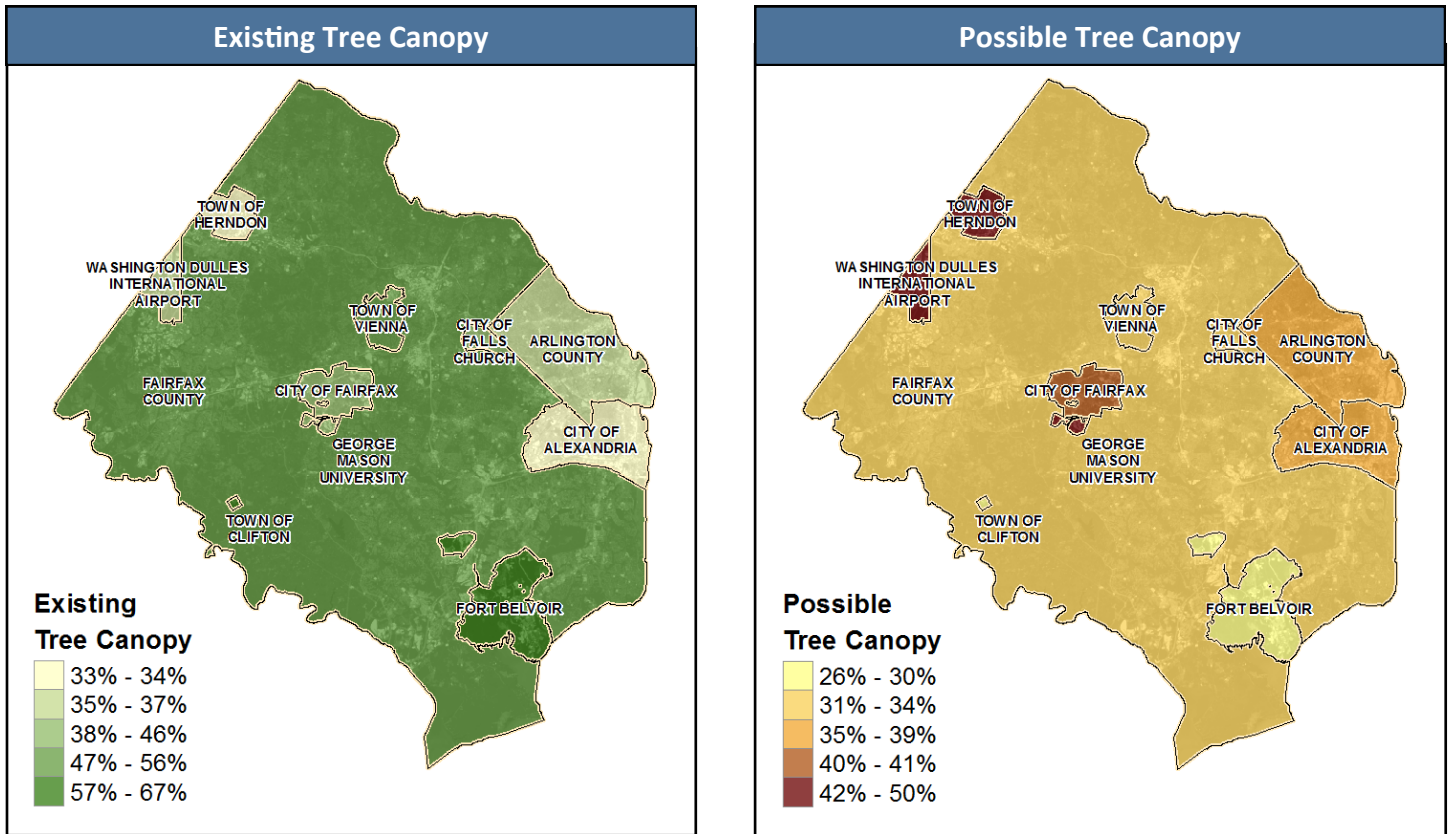 Existing Tree Canopy
TOWN OF
HERNDON
WASHINGTON DULLES
INTERNATIONAL
AIRPORT
TOWN OF
VIENNA
CITY OF
FALLS
CHURCH
ARLINGTON
COUNTY
FAIRFAX
COUNTY
CITY OF FAIRFAX
CITY OF
ALEXANDRIA
GEORGE
MASON
UNIVERSITY
TOWN OF
CLIFTON
FORT BELVOIR
Existing
Tree Canopy
33% - 34%
35% - 37%
38% - 46%
47% - 56%
57% - 67%
Possible Tree Canopy
TOWN OF
HERNDON
WASHINGTON DULLES
INTERNATIONAL
AIRPORT
TOWN OF
VIENNA
CITY OF
FALLS
CHURCH
ARLINGTON
COUNTY
FAIRFAX
COUNTY
CITY OF FAIRFAX
CITY OF
ALEXANDRIA
GEORGE
MASON
UNIVERSITY
TOWN OF
CLIFTON
FORT BELVOIR
Possible
Tree Canopy
26% - 30%
31% - 34%
35% - 39%
40% - 41%
42% - 50%